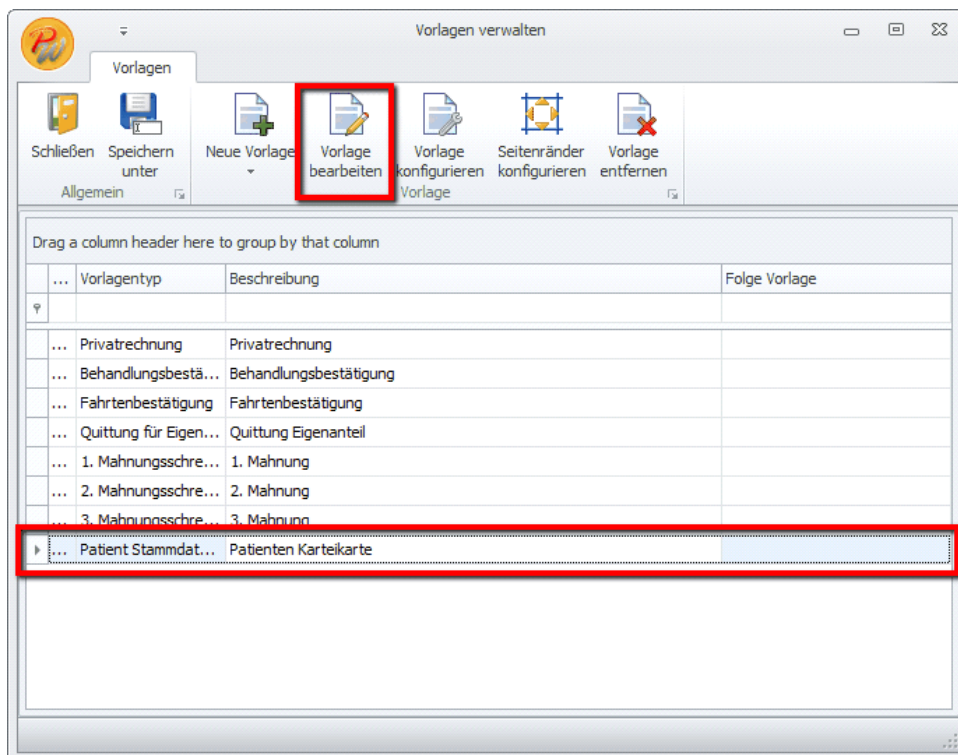 PW
Vorlagen verwalten
Vorlagen
Schließen
Speichern
unter
Neue Vorlage
Vorlage
bearbeiten
Vorlage
konfigurieren
Seitenränder
konfigurieren
Vorlage
entfernen
Allgemein
Vorlage
Drag a column header here to group by that column
... Vorlagentyp Beschreibung Folge Vorlage
... Privatrechnung Privatrechnung
... Behandlungsbestä... Behandlungsbestätigung
... Fahrtenbestätigung Fahrtenbestätigung
... Quittung für Eigen... Quittung Eigenanteil
... 1. Mahnungsschre... 1. Mahnung
... 2. Mahnungsschre... 2. Mahnung
... 3. Mahnungsschre... 3. Mahnung
... Patient Stammdat... Patienten Karteikarte